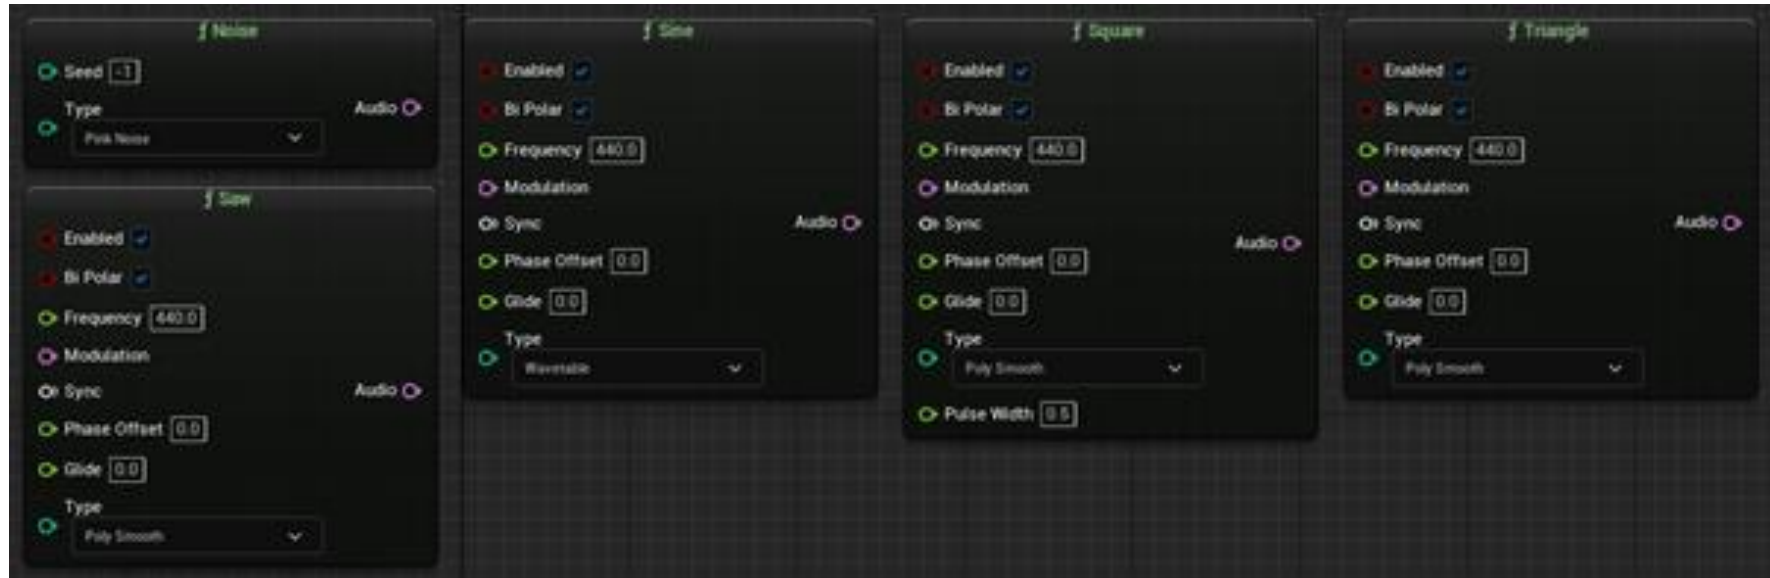 f Noise
Seed -1
Type
Audio
Pink Noise
f Saw
Enabled
Bi Polar
Frequency 440.0
Modulation
Sync
Audio
Phase Offset 0.0
Glide 0.0
Type
Poly Smooth
f Sine
Enabled
Bi Polar
Frequency 440.0
Modulation
Sync
Audio
Phase Offset 0.0
Glide 0.0
Type
Wavetable
f Square
Enabled
Bi Polar
Frequency 440.0
Modulation
Sync
Audio
Phase Offset 0.0
Glide 0.0
Type
Poly Smooth
Pulse Width 0.5
f Triangle
Enabled
Bi Polar
Frequency 440.0
Modulation
Sync
Audio
Phase Offset 0.0
Glide 0.0
Type
Poly Smooth